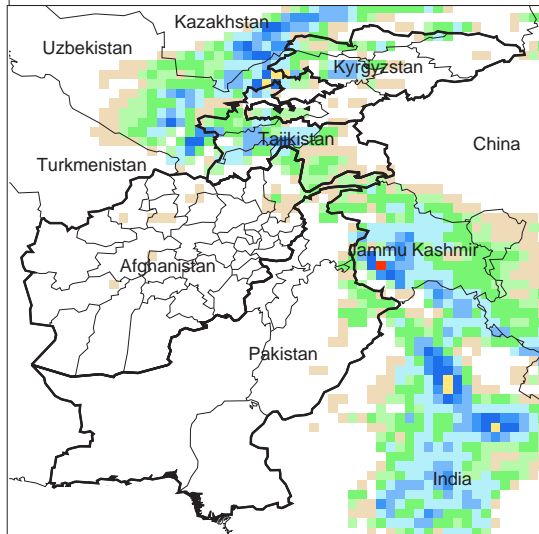 Kazakhstan
Uzbekistan
Kyrgyzstan
Tajikistan
China
Turkmenistan
Jammu Kashmir
Afghanistan
Pakistan
India